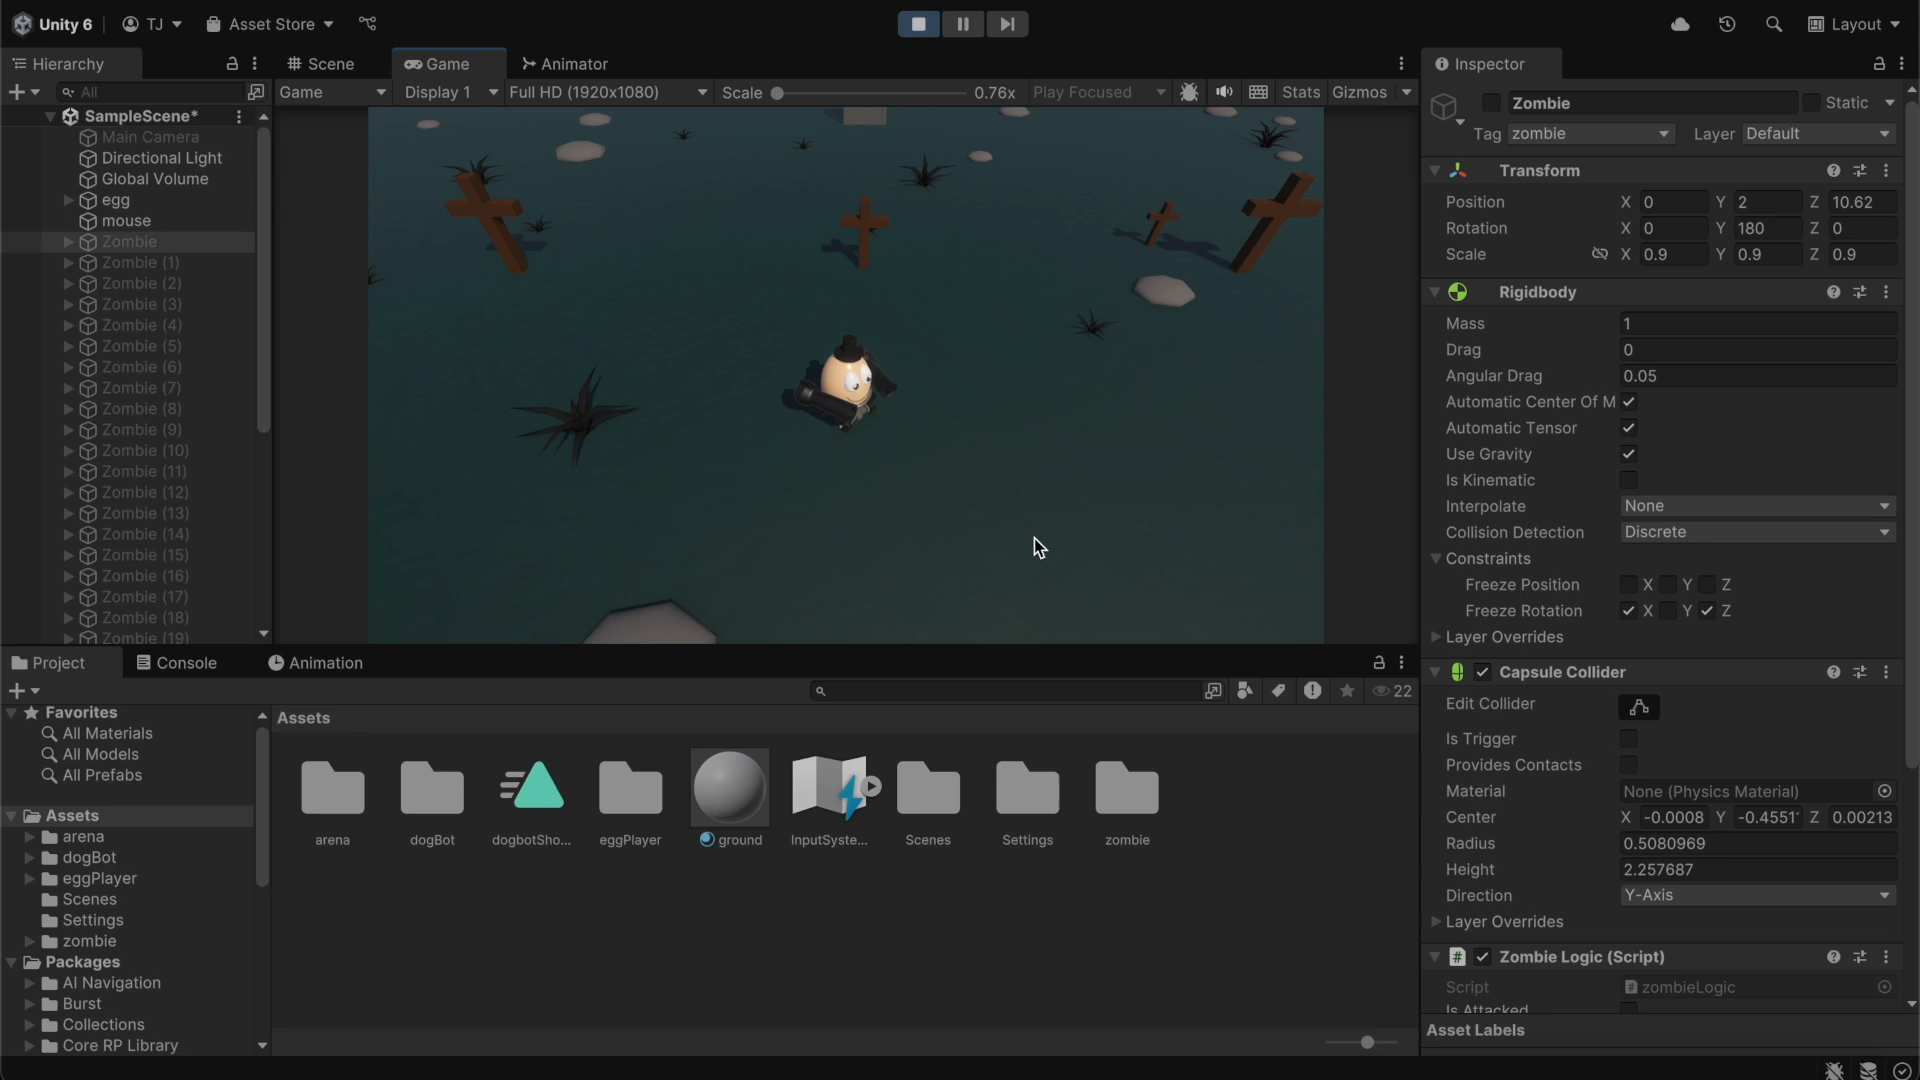 Unity 6 TJ Asset Store Layout
Hierarchy
All
SampleScene*
Main Camera
Directional Light
Global Volume
egg
mouse
Zombie
Zombie (1)
Zombie (2)
Zombie (3)
Zombie (4)
Zombie (5)
Zombie (6)
Zombie (7)
Zombie (8)
Zombie (9)
Zombie (10)
Zombie (11)
Zombie (12)
Zombie (13)
Zombie (14)
Zombie (15)
Zombie (16)
Zombie (17)
Zombie (18)
Zombie (19)
Scene Game Animator
Game Display 1 Full HD (1920x1080) Scale 0.76x Play Focused Stats Gizmos
Project Console Animation
22
Favorites
All Materials
All Models
All Prefabs
Assets
arena
dogBot
eggPlayer
Scenes
Settings
zombie
Packages
AI Navigation
Burst
Collections
Core RP Library
Assets
arena dogBot dogbotSho... eggPlayer ground InputSyste... Scenes Settings zombie
Inspector
Zombie Static
Tag zombie Layer Default
Transform
Position X 0 Y 2 Z 10.62
Rotation X 0 Y 180 Z 0
Scale X 0.9 Y 0.9 Z 0.9
Rigidbody
Mass 1
Drag 0
Angular Drag 0.05
Automatic Center Of M
Automatic Tensor
Use Gravity
Is Kinematic
Interpolate None
Collision Detection Discrete
Constraints
Freeze Position X Y Z
Freeze Rotation X Y Z
Layer Overrides
Capsule Collider
Edit Collider
Is Trigger
Provides Contacts
Material None (Physics Material)
Center X -0.0008 Y -0.4551 Z 0.00213
Radius 0.5080969
Height 2.257687
Direction Y-Axis
Layer Overrides
Zombie Logic (Script)
Script zombieLogic
Is Attacked
Asset Labels